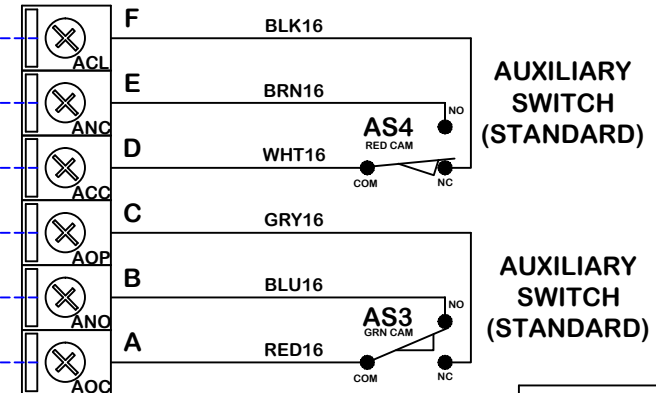 F
BLK16
ACL
E
BRN16
NO
ANC
AS4
RED CAM
D
WHT16
COM
NC
ACC
AUXILIARY
SWITCH
(STANDARD)
C
GRY16
AOP
B
BLU16
NO
ANO
AS3
GRN CAM
A
RED16
COM
NC
AOC
AUXILIARY
SWITCH
(STANDARD)